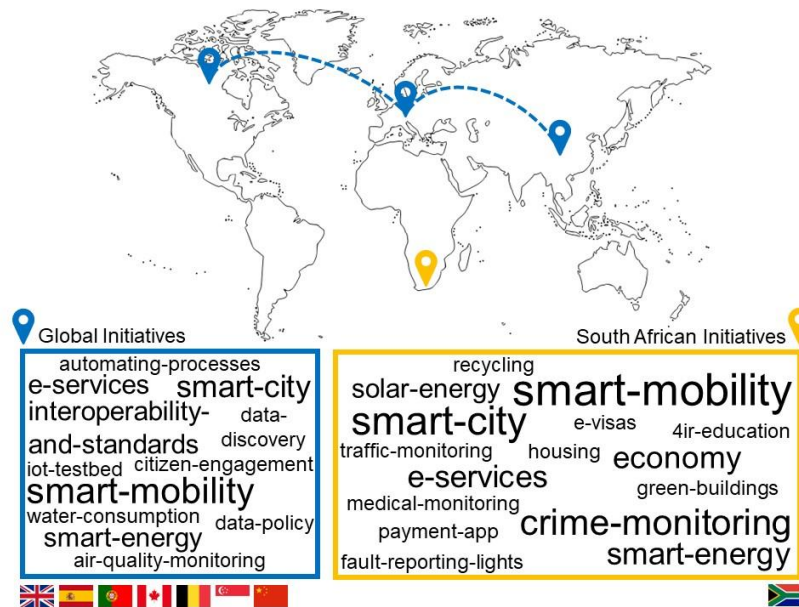 Global Initiatives
automating-processes
e-services smart-city
interoperability- data-
and-standards discovery
iot-testbed citizen-engagement
smart-mobility
water-consumption data-policy
smart-energy
air-quality-monitoring
South African Initiatives
recycling
solar-energy smart-mobility
smart-city e-visas 4ir-education
traffic-monitoring housing economy
e-services green-buildings
medical-monitoring
payment-app crime-monitoring
fault-reporting-lights smart-energy